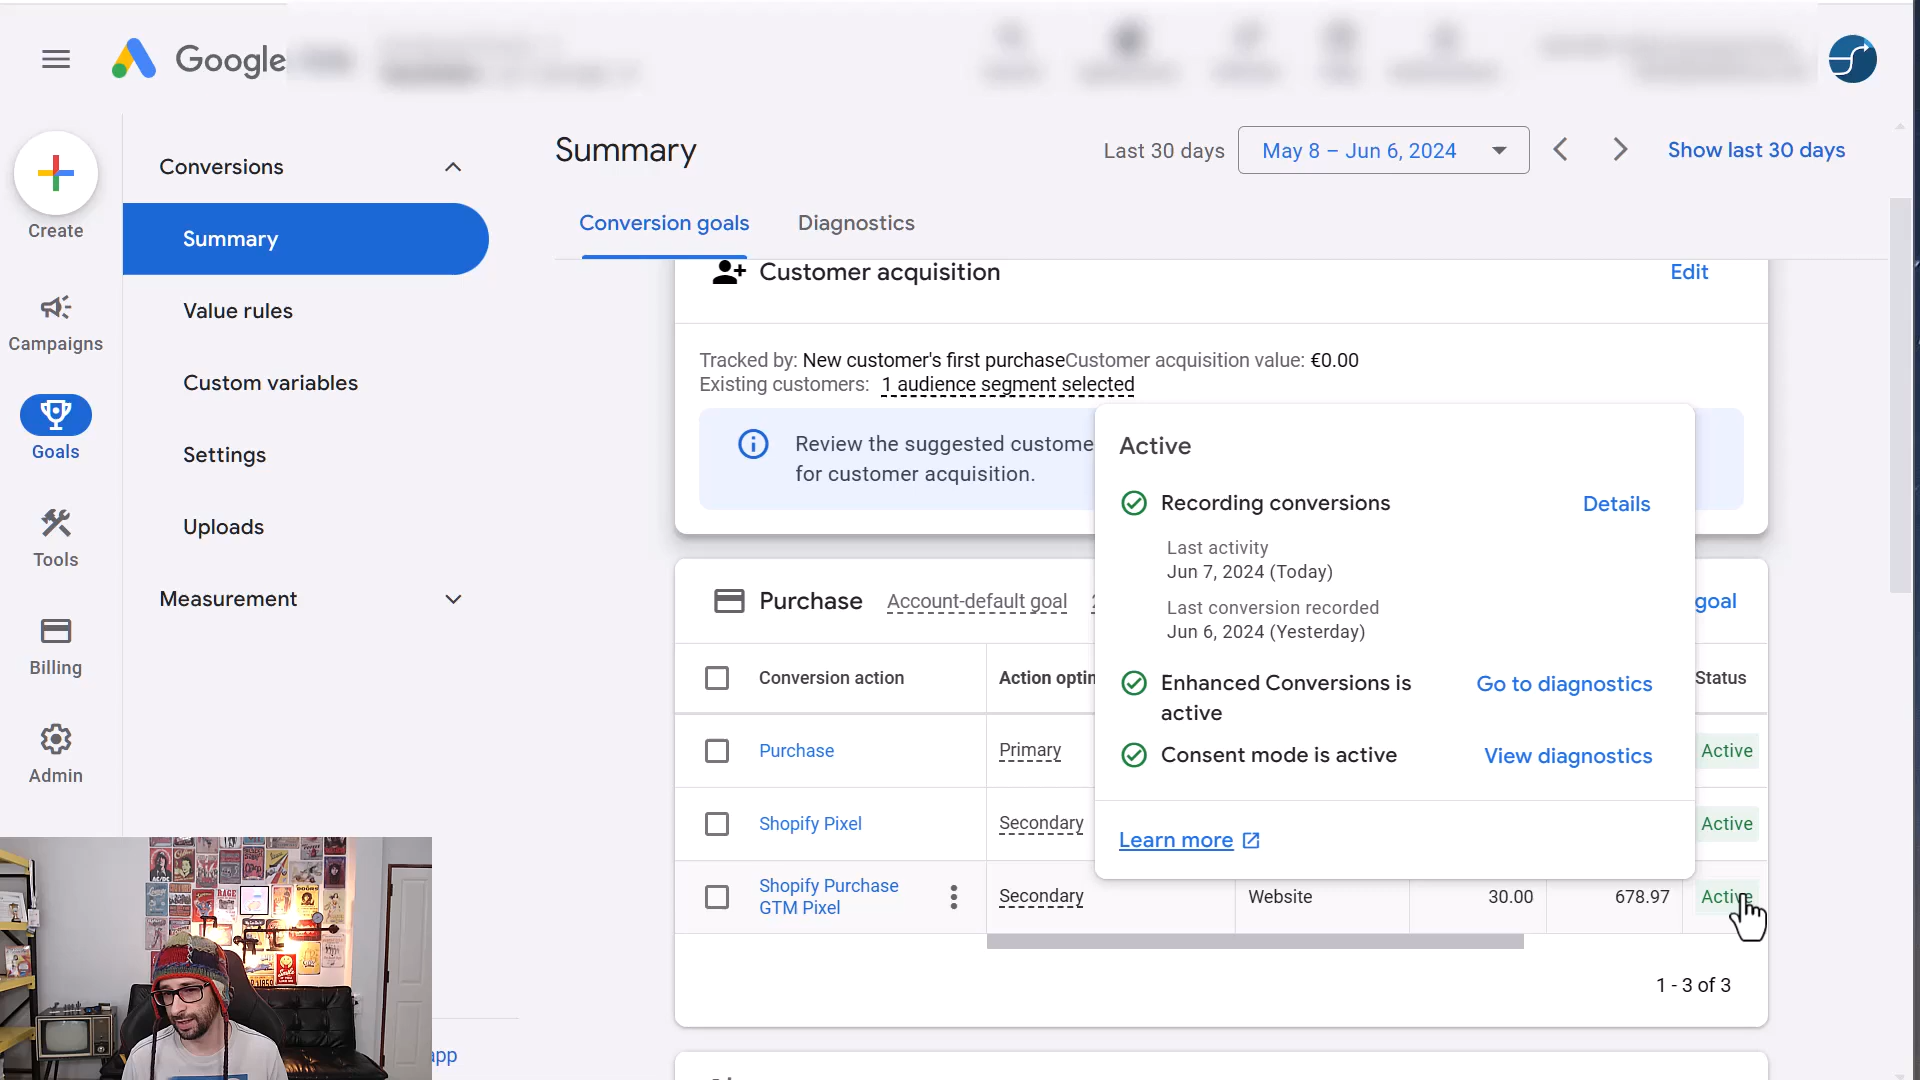 Google
Summary
Last 30 days
May 8 – Jun 6, 2024
Show last 30 days
Create
Campaigns
Goals
Tools
Billing
Admin
Conversions
Summary
Value rules
Custom variables
Settings
Uploads
Measurement
Conversion goals
Diagnostics
Customer acquisition
Edit
Tracked by: New customer's first purchaseCustomer acquisition value: €0.00
Existing customers: 1 audience segment selected
Review the suggested custome
for customer acquisition.
Active
Recording conversions
Details
Last activity
Jun 7, 2024 (Today)
Last conversion recorded
Jun 6, 2024 (Yesterday)
Enhanced Conversions is
active
Go to diagnostics
Consent mode is active
View diagnostics
Learn more
Purchase
Account-default goal
goal
Conversion action
Action optim
Status
Purchase
Primary
Active
Shopify Pixel
Secondary
Active
Shopify Purchase
GTM Pixel
Secondary
Website
30.00
678.97
Active
1 - 3 of 3
app